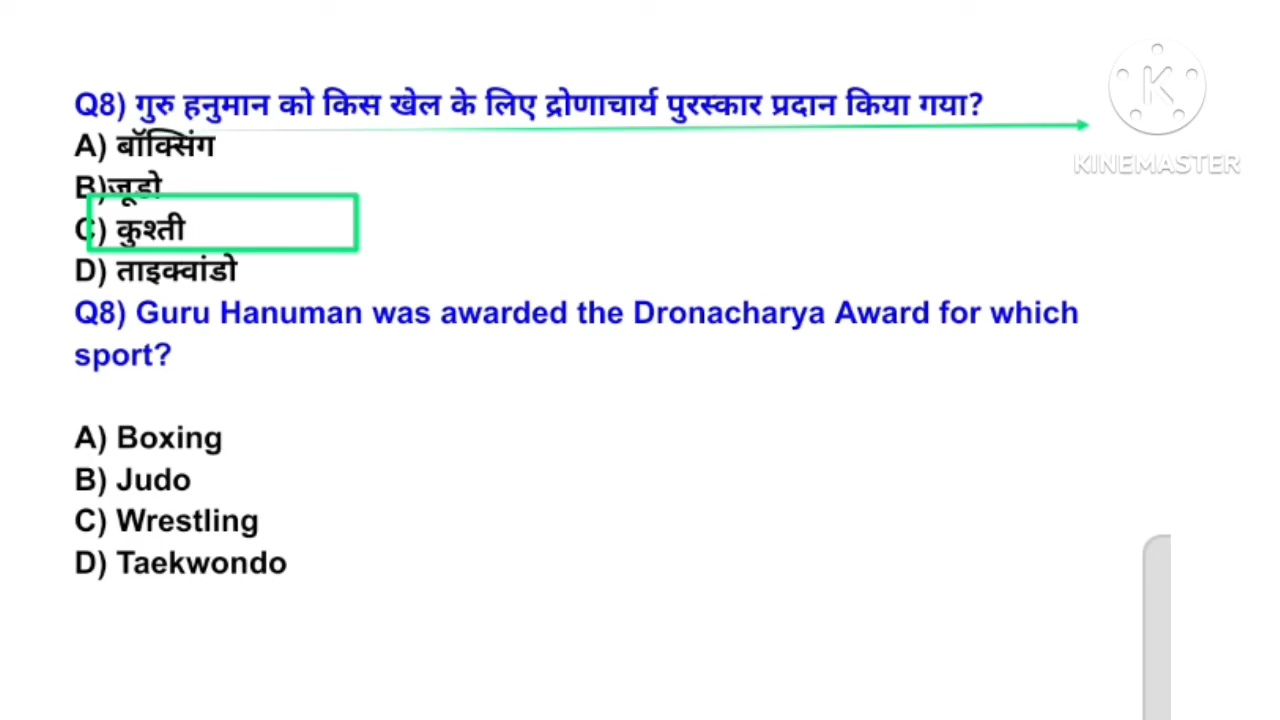 Q8) गुरु हनुमान को किस खेल के लिए द्रोणाचार्य पुरस्कार प्रदान किया गया?
A) बॉक्सिंग
B)जूडो
C) कुश्ती
D) ताइक्वांडो
Q8) Guru Hanuman was awarded the Dronacharya Award for which
sport?
A) Boxing
B) Judo
C) Wrestling
D) Taekwondo
K
KINEMASTER